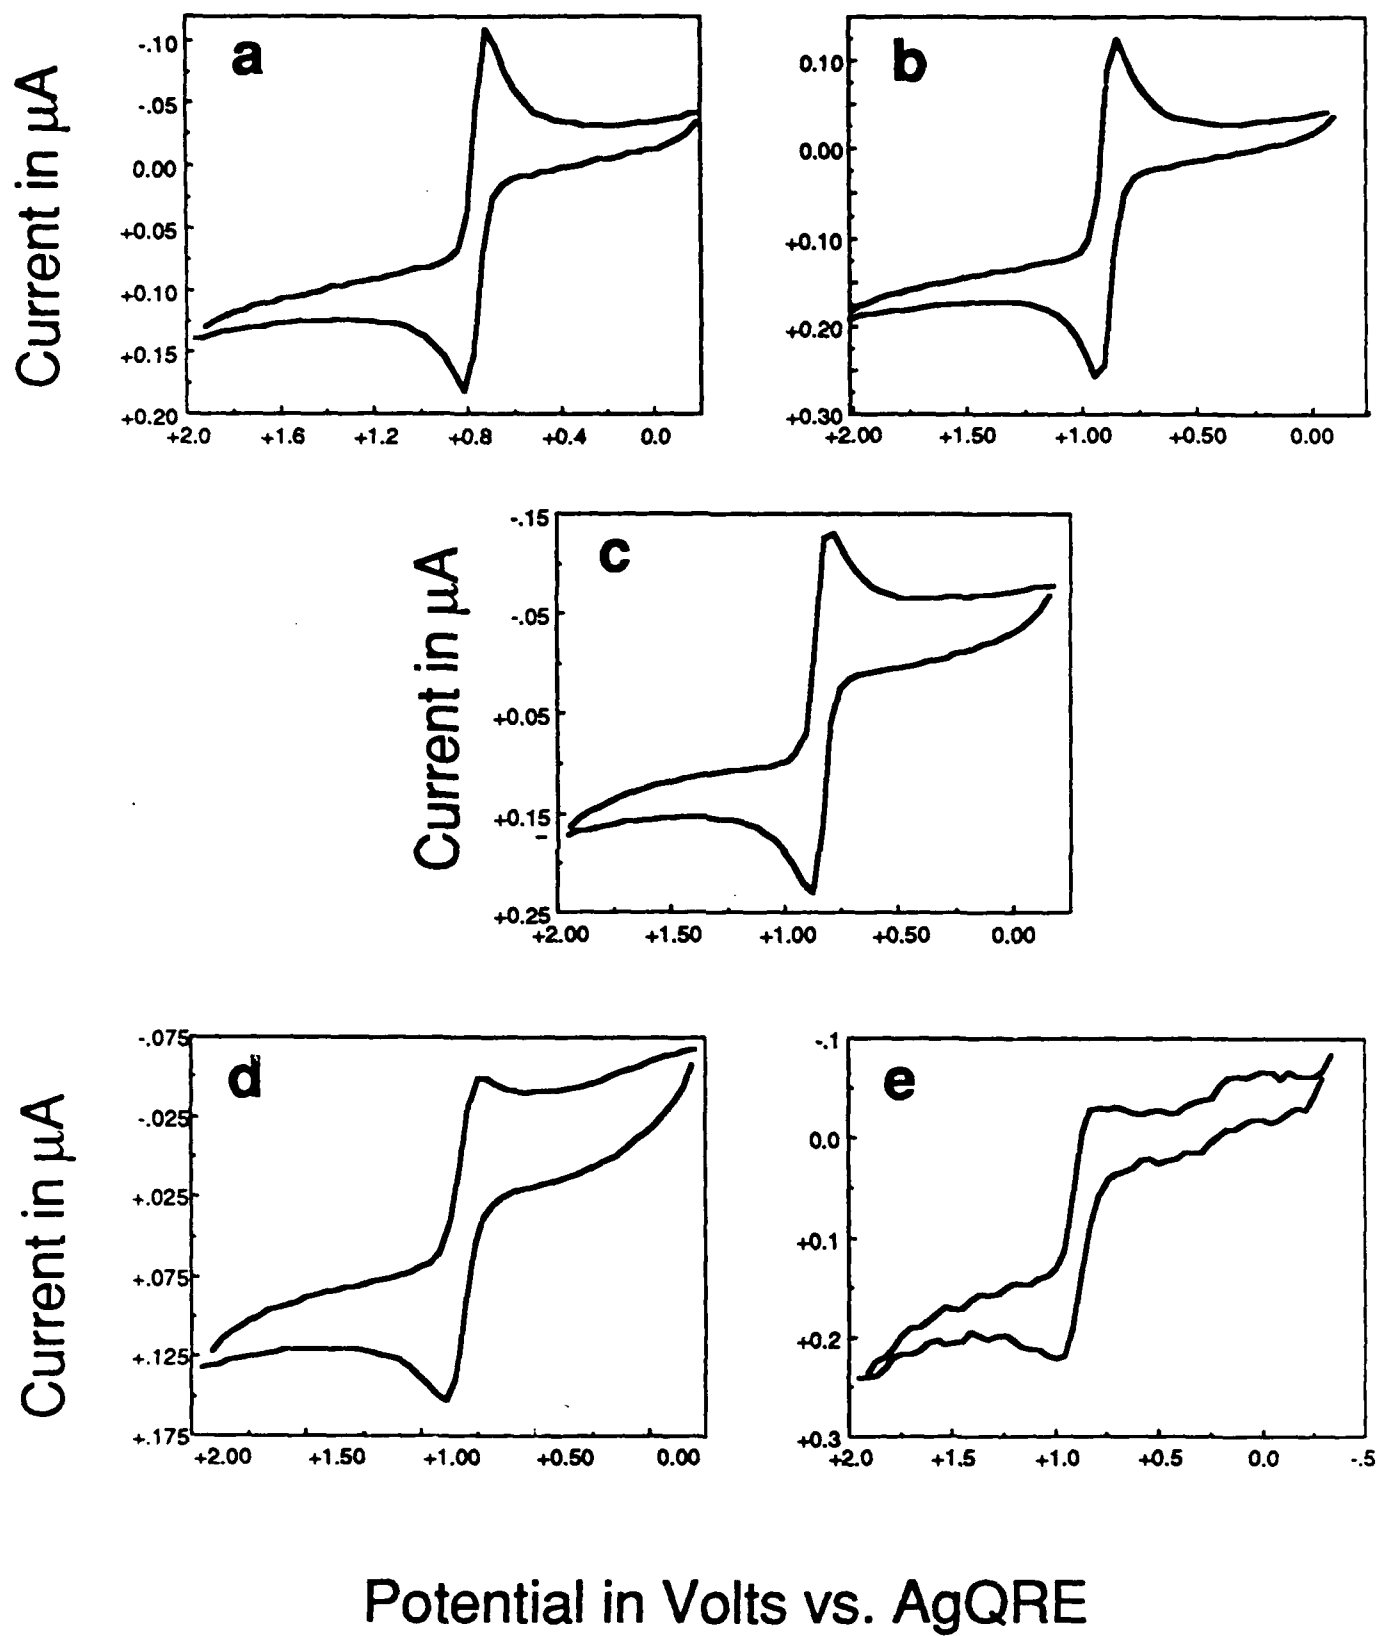 a
Current in µA
-.10
-.05
0.00
+0.05
+0.10
+0.15
+0.20
+2.0 +1.6 +1.2 +0.8 +0.4 0.0
b
0.10
0.00
+0.10
+0.20
+0.30
+2.00 +1.50 +1.00 +0.50 0.00
c
Current in µA
-.15
-.05
+0.05
+0.15
+0.25
+2.00 +1.50 +1.00 +0.50 0.00
d
Current in µA
-.075
-.025
+.025
+.075
+.125
+.175
+2.00 +1.50 +1.00 +0.50 0.00
e
-.1
0.0
+0.1
+0.2
+0.3
+2.0 +1.5 +1.0 +0.5 0.0 -.5
Potential in Volts vs. AgQRE